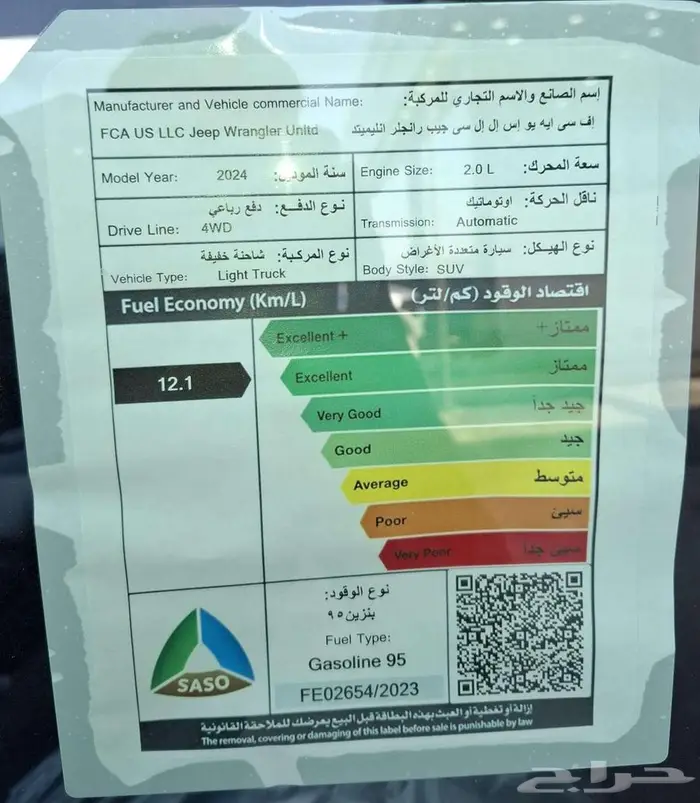 إسم الصانع والاسم التجاري للمركبة:
Manufacturer and Vehicle commercial Name:
إف سى ايه يو إس إل إل سى جيب رانجلر انليميتد
FCA US LLC Jeep Wrangler Unltd
Model Year: 2024 سنة الموديل:
Engine Size: 2.0 L سعة المحرك:
نوع الدفع: دفع رباعي
Drive Line: 4WD
ناقل الحركة: اوتوماتيك
Transmission: Automatic
نوع المركبة: شاحنة خفيفة
Vehicle Type: Light Truck
نوع الهيكل: سيارة متعددة الأغراض
Body Style: SUV
Fuel Economy (Km/L) اقتصاد الوقود (كم/لتر)
Excellent + ممتاز+
12.1
Excellent ممتاز
Very Good جيد جداً
Good جيد
Average متوسط
Poor سيئ
Very Poor سيئ جداً
نوع الوقود:
بنزين ٩٥
Fuel Type:
Gasoline 95
FE02654/2023
SASO
إزالة أو تغطية أو العبث بهذه البطاقة قبل البيع يعرضك للملاحقة القانونية
The removal, covering or damaging of this label before sale is punishable by law
حراج